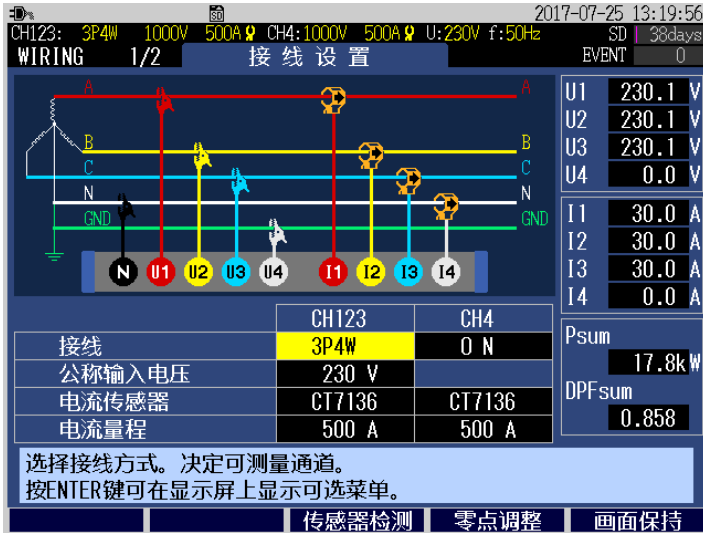 SD 2017-07-25 13:19:56
CH123: 3P4W 1000V 500A CH4:1000V 500A U:230V f:50Hz SD 38days
WIRING 1/2 接线设置 EVENT 0
A A
B B
C C
N N
GND GND
N U1 U2 U3 U4 I1 I2 I3 I4
U1 230.1 V
U2 230.1 V
U3 230.1 V
U4 0.0 V
I1 30.0 A
I2 30.0 A
I3 30.0 A
I4 0.0 A
Psum
17.8kW
DPFsum
0.858
CH123 CH4
接线 3P4W ON
公称输入电压 230 V
电流传感器 CT7136 CT7136
电流量程 500 A 500 A
选择接线方式。决定可测量通道。
按ENTER键可在显示屏上显示可选菜单。
传感器检测 零点调整 画面保持